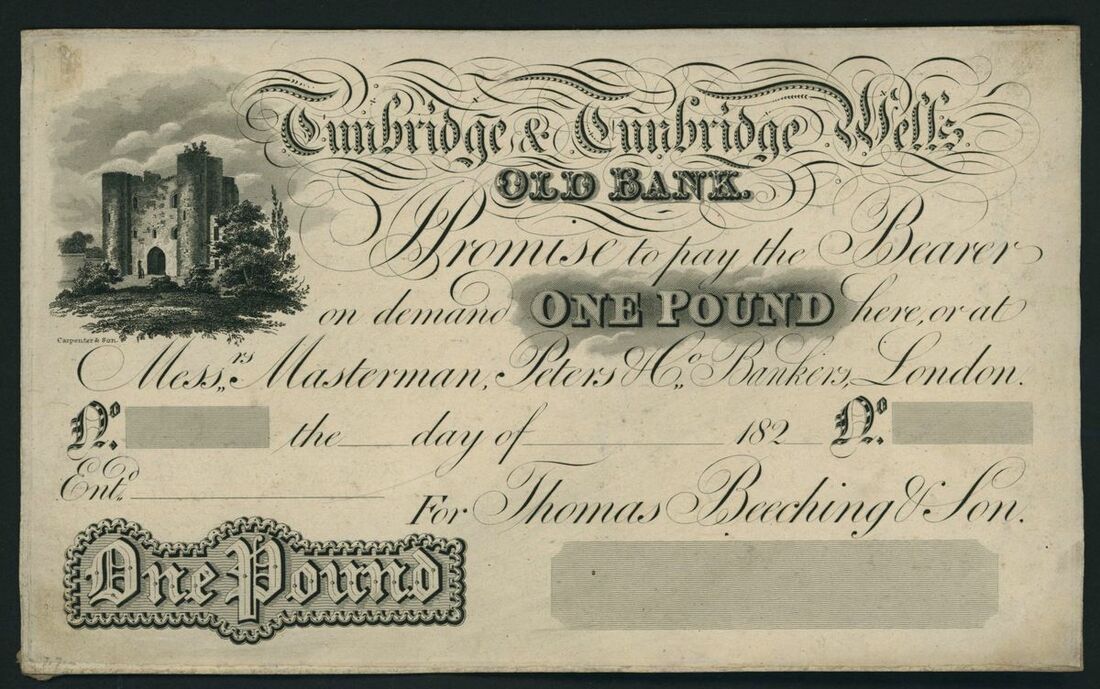 Tunbridge & Tunbridge Wells.
OLD BANK.
I Promise to pay the Bearer
on demand ONE POUND here, or at
Carpenter & Son.
Messrs. Masterman, Peters & Co. Bankers, London.
No. the day of 182 No.
Entd.
For Thomas Beeching & Son.
One Pound